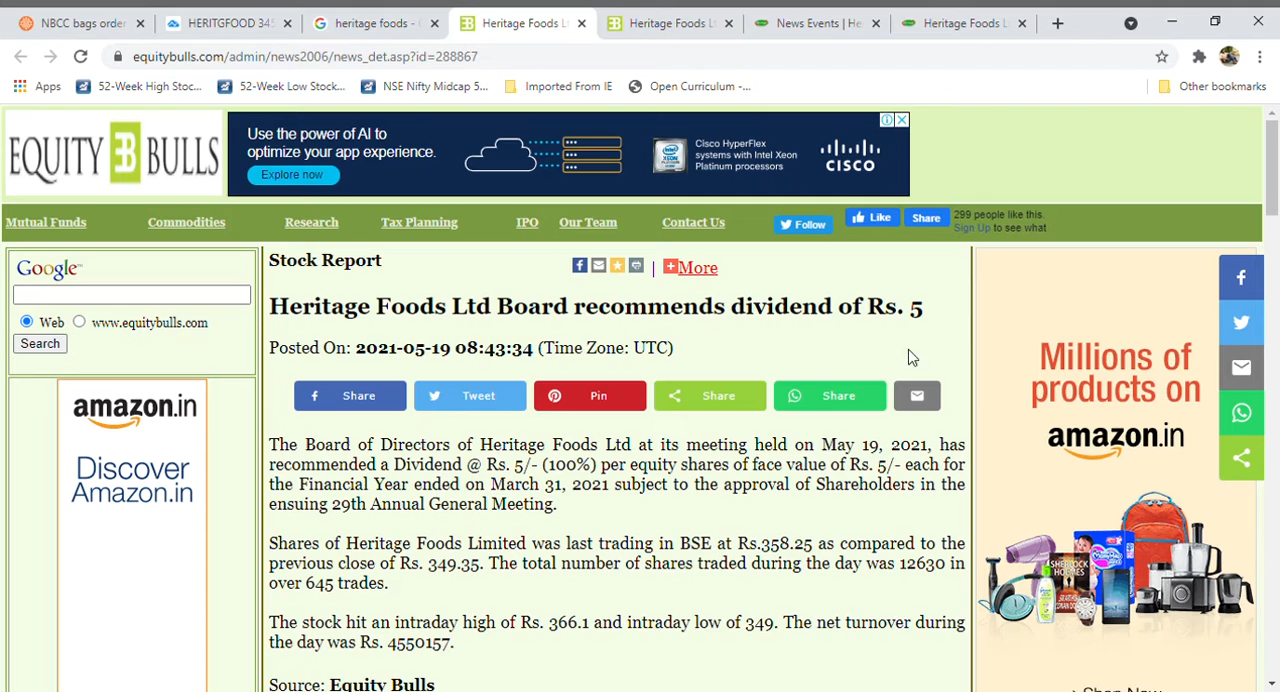 NBCC bags order
HERITGFOOD 345
heritage foods - G
Heritage Foods Lt
Heritage Foods Lt
News Events | He
Heritage Foods L
equitybulls.com/admin/news2006/news_det.asp?id=288867
Apps
52-Week High Stoc...
52-Week Low Stock...
NSE Nifty Midcap 5...
Imported From IE
Open Curriculum -...
Other bookmarks
EQUITY B BULLS
Use the power of AI to
optimize your app experience.
Explore now
Cisco HyperFlex
systems with Intel Xeon
Platinum processors
CISCO
Mutual Funds
Commodities
Research
Tax Planning
IPO
Our Team
Contact Us
Follow
Like
Share
299 people like this.
Sign Up to see what
Google
Web
www.equitybulls.com
Search
amazon.in
Discover
Amazon.in
Stock Report
| More
Heritage Foods Ltd Board recommends dividend of Rs. 5
Posted On: 2021-05-19 08:43:34 (Time Zone: UTC)
Share
Tweet
Pin
Share
Share
The Board of Directors of Heritage Foods Ltd at its meeting held on May 19, 2021, has
recommended a Dividend @ Rs. 5/- (100%) per equity shares of face value of Rs. 5/- each for
the Financial Year ended on March 31, 2021 subject to the approval of Shareholders in the
ensuing 29th Annual General Meeting.
Shares of Heritage Foods Limited was last trading in BSE at Rs.358.25 as compared to the
previous close of Rs. 349.35. The total number of shares traded during the day was 12630 in
over 645 trades.
The stock hit an intraday high of Rs. 366.1 and intraday low of 349. The net turnover during
the day was Rs. 4550157.
Source: Equity Bulls
Millions of
products on
amazon.in
SHERLOCK
HOLMES
Shop Now